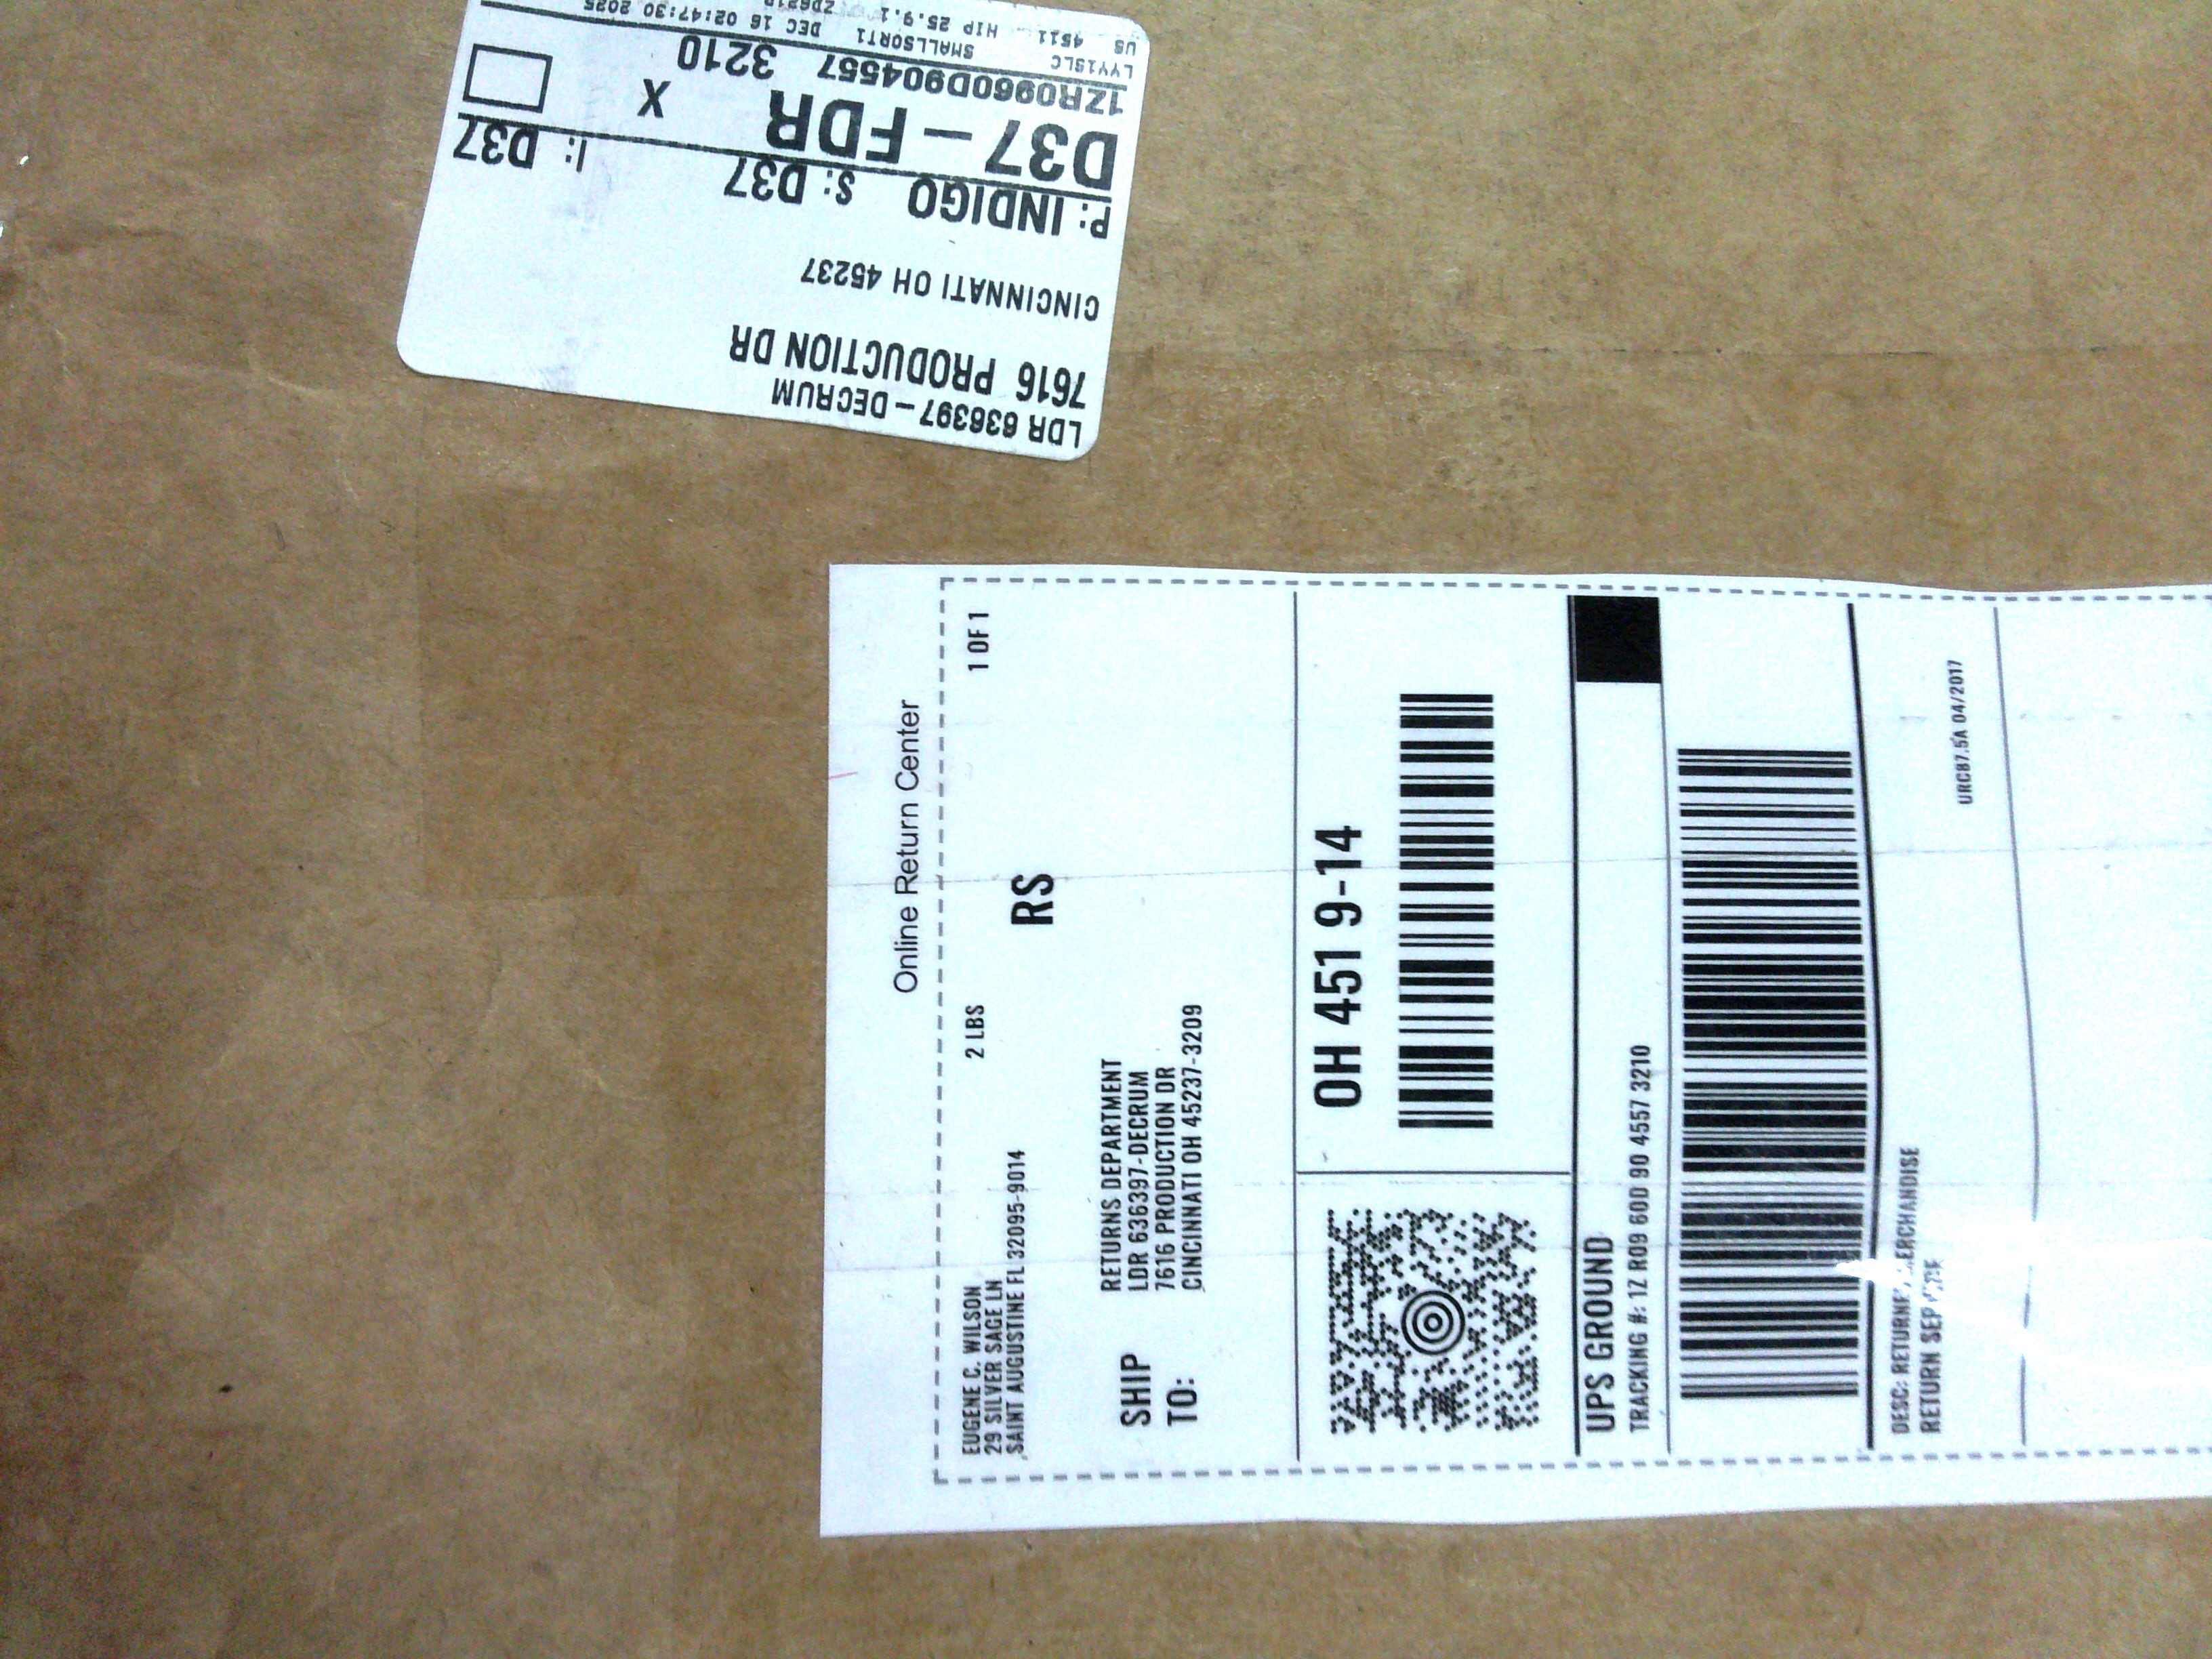 LDR 636397 – DECRUM
7616 PRODUCTION DR
CINCINNATI OH 45237
P: INDIGO S: D37 I: D37
D37 – FDR X
1ZR0960D904557 3210
LYY1SLC SMALLSORT1 DEC 16 02:47:30 2025
US 4511 HIP 25.9.1
Online Return Center
EUGENE C. WILSON 2 LBS 1 OF 1
29 SILVER SAGE LN
SAINT AUGUSTINE FL 32095-9014
RS
SHIP TO:
RETURNS DEPARTMENT
LDR 636397-DECRUM
7616 PRODUCTION DR
CINCINNATI OH 45237-3209
OH 451 9-14
UPS GROUND
TRACKING #: 1Z R09 60D 90 4557 3210
DESC:
RETURN
URC87.5A 04/2017